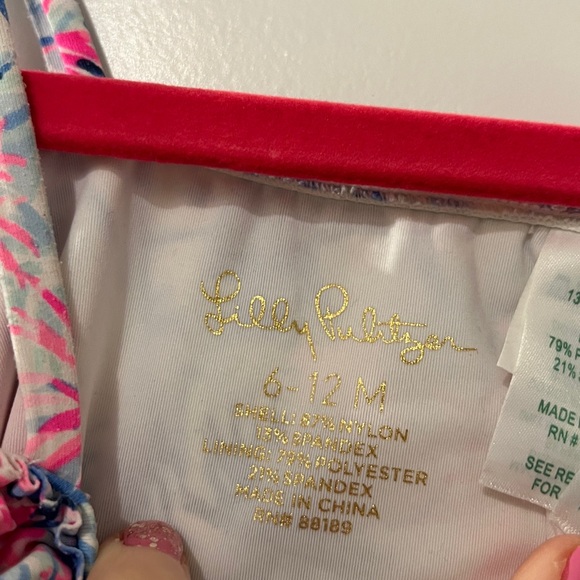 Lilly Pulitzer
6-12 M
SHELL: 87% NYLON
13% SPANDEX
LINING: 79% POLYESTER
21% SPANDEX
MADE IN CHINA
RN# 88189
13
79% P
21% S
MADE
RN #
SEE RE
FOR